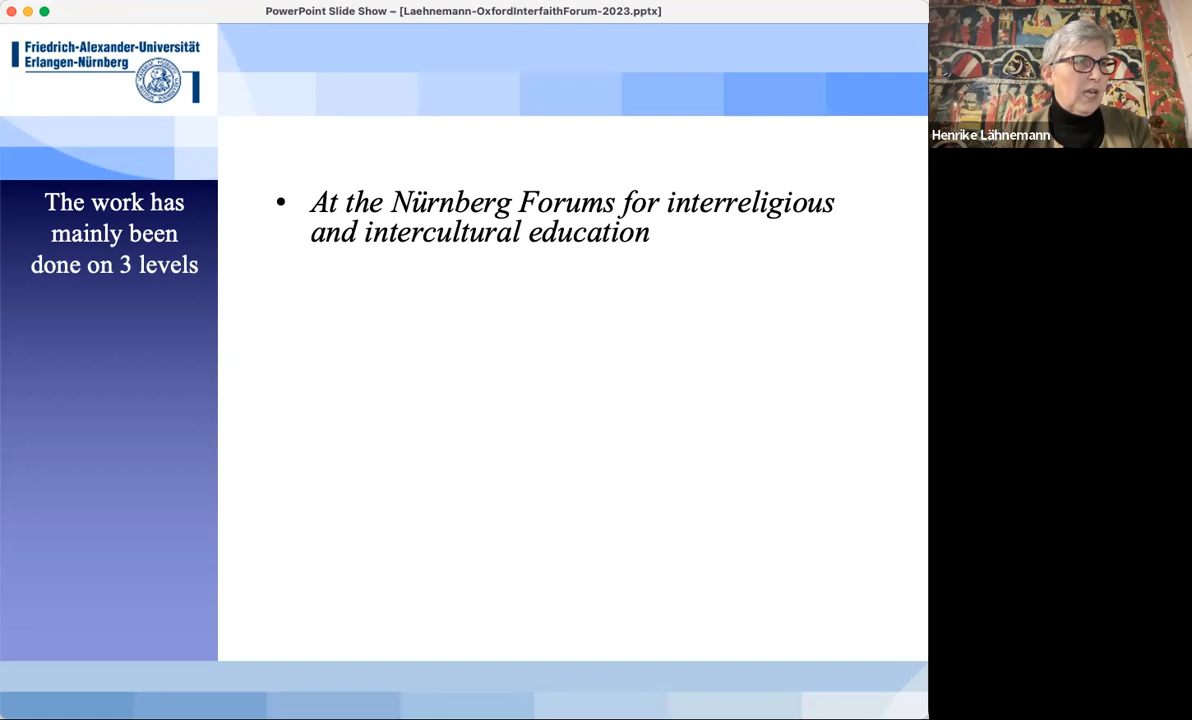 PowerPoint Slide Show – [Laehnemann-OxfordInterfaithForum-2023.pptx]
Friedrich-Alexander-Universität
Erlangen-Nürnberg
Henrike Lähnemann
The work has
mainly been
done on 3 levels
• At the Nürnberg Forums for interreligious
and intercultural education